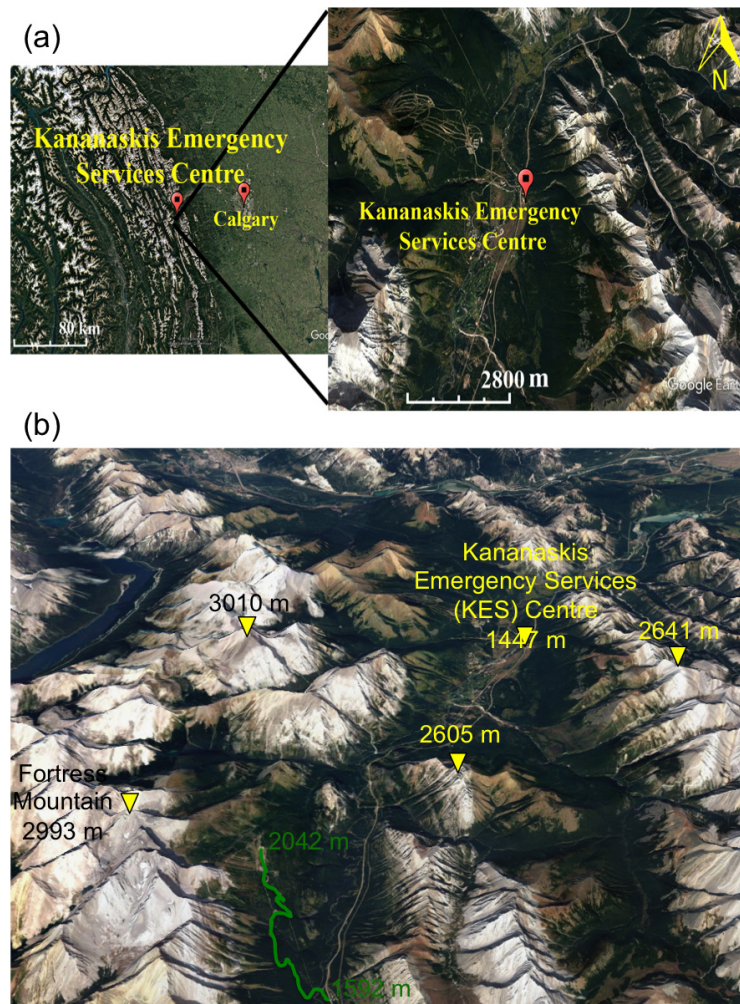 (a)
Kananaskis Emergency
Services Centre
Calgary
80 km
Goo
N
Kananaskis Emergency
Services Centre
2800 m
Google Earth
(b)
Kananaskis
Emergency Services
(KES) Centre
1447 m
3010 m
2641 m
2605 m
Fortress
Mountain
2993 m
2042 m
1592 m